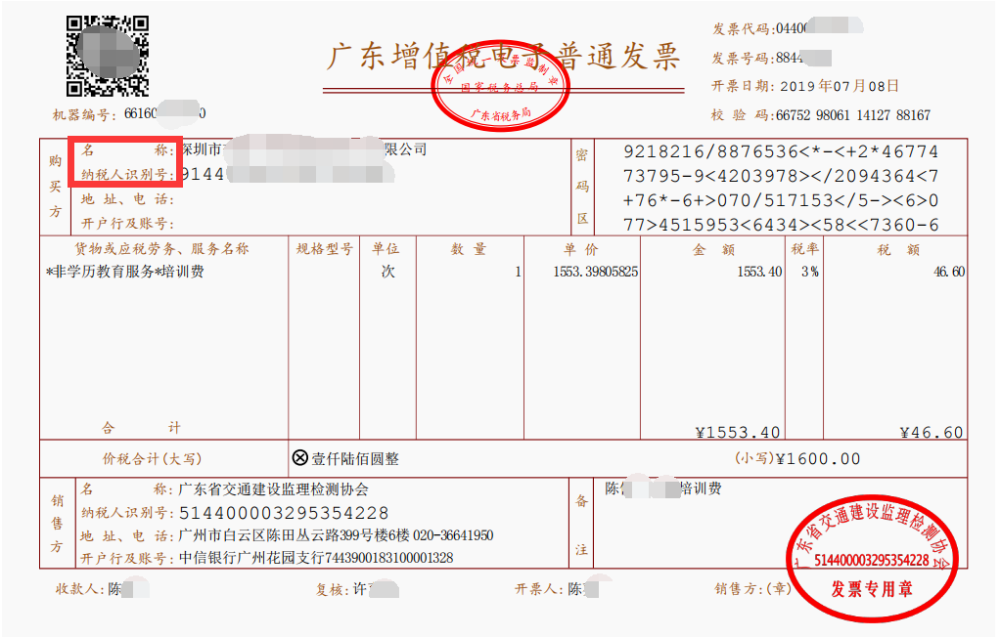 广东增值税电子普通发票
全国统一发票监制章
国家税务总局
广东省税务局
发票代码:0440
发票号码:884
开票日期: 2019年07月08日
校 验 码:66752 98061 14127 88167
机器编号: 66160 0
购买方
名 称:深圳市 限公司
纳税人识别号:9144
地 址、电 话:
开户行及账号:
密码区
9218216/8876536<*-<+2*46774
73795-9<4203978></2094364<7
+76*-6+>070/517153</5-><6>0
77>4515953<6434><58<<7360-6
货物或应税劳务、服务名称 规格型号 单位 数 量 单 价 金 额 税率 税 额
*非学历教育服务*培训费 次 1 1553.39805825 1553.40 3% 46.60
合 计 ¥1553.40 ¥46.60
价税合计(大写) ⊗壹仟陆佰圆整 (小写)¥1600.00
销售方
名 称:广东省交通建设监理检测协会
纳税人识别号:514400003295354228
地 址、电 话:广州市白云区陈田丛云路399号楼6楼 020-36641950
开户行及账号:中信银行广州花园支行7443900183100001328
备注
陈 培训费
广东省交通建设监理检测协会
514400003295354228
发票专用章
收款人:陈 复核:许 开票人:陈 销售方:(章)